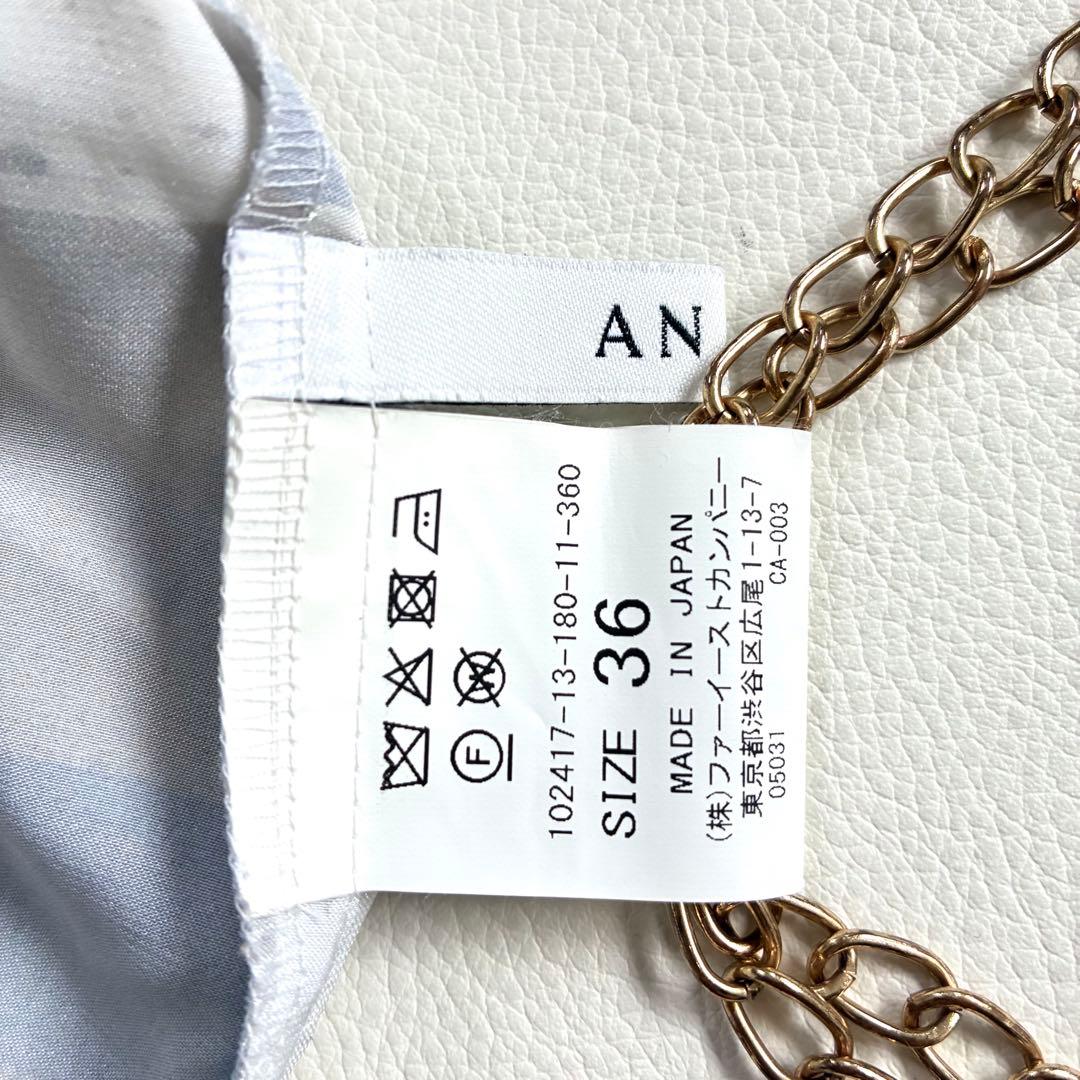 AN
102417-13-180-11-360
SIZE 36
MADE IN JAPAN
(株)ファーイーストカンパニー
東京都渋谷区広尾1-13-7
05031 CA-003
F